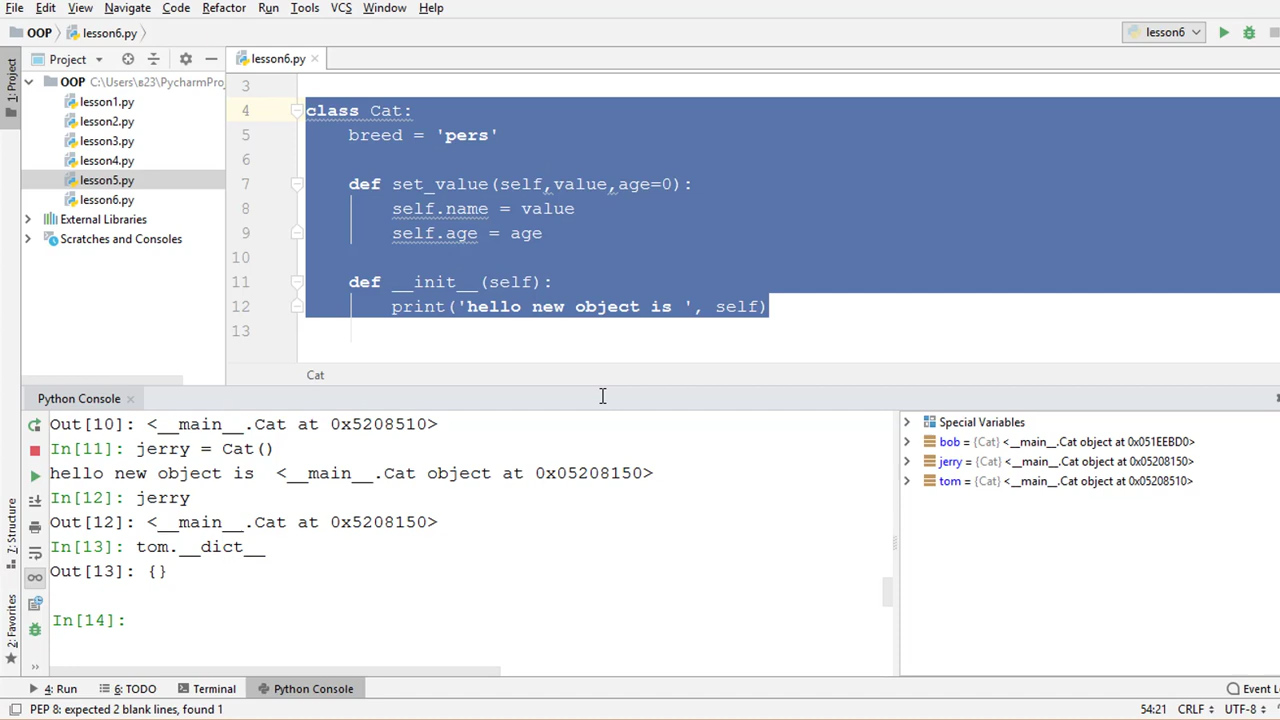 File Edit View Navigate Code Refactor Run Tools VCS Window Help
OOP lesson6.py lesson6
1: Project Project lesson6.py
OOP C:\Users\в23\PycharmProj
lesson1.py
lesson2.py
lesson3.py
lesson4.py
lesson5.py
lesson6.py
External Libraries
Scratches and Consoles
3
4 class Cat:
5 breed = 'pers'
6
7 def set_value(self,value,age=0):
8 self.name = value
9 self.age = age
10
11 def __init__(self):
12 print('hello new object is ', self)
13
Cat
Python Console
Out[10]: <__main__.Cat at 0x5208510>
In[11]: jerry = Cat()
hello new object is  <__main__.Cat object at 0x05208150>
In[12]: jerry
Out[12]: <__main__.Cat at 0x5208150>
In[13]: tom.__dict__
Out[13]: {}
In[14]:
Special Variables
bob = {Cat} <__main__.Cat object at 0x051EEBD0>
jerry = {Cat} <__main__.Cat object at 0x05208150>
tom = {Cat} <__main__.Cat object at 0x05208510>
7: Structure
2: Favorites
4: Run 6: TODO Terminal Python Console Event L
PEP 8: expected 2 blank lines, found 1 54:21 CRLF UTF-8